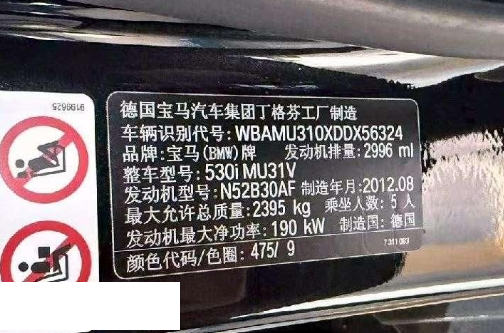 9199625
德国宝马汽车集团丁格芬工厂制造
车辆识别代号: WBAMU310XDDX56324
品牌: 宝马(BMW)牌 发动机排量: 2996 ml
整车型号: 530i MU31V
发动机型号: N52B30AF 制造年月: 2012.08
最大允许总质量: 2395 kg 乘坐人数: 5 人
发动机最大净功率: 190 kW 制造国: 德国
颜色代码/色圈: 475/ 9